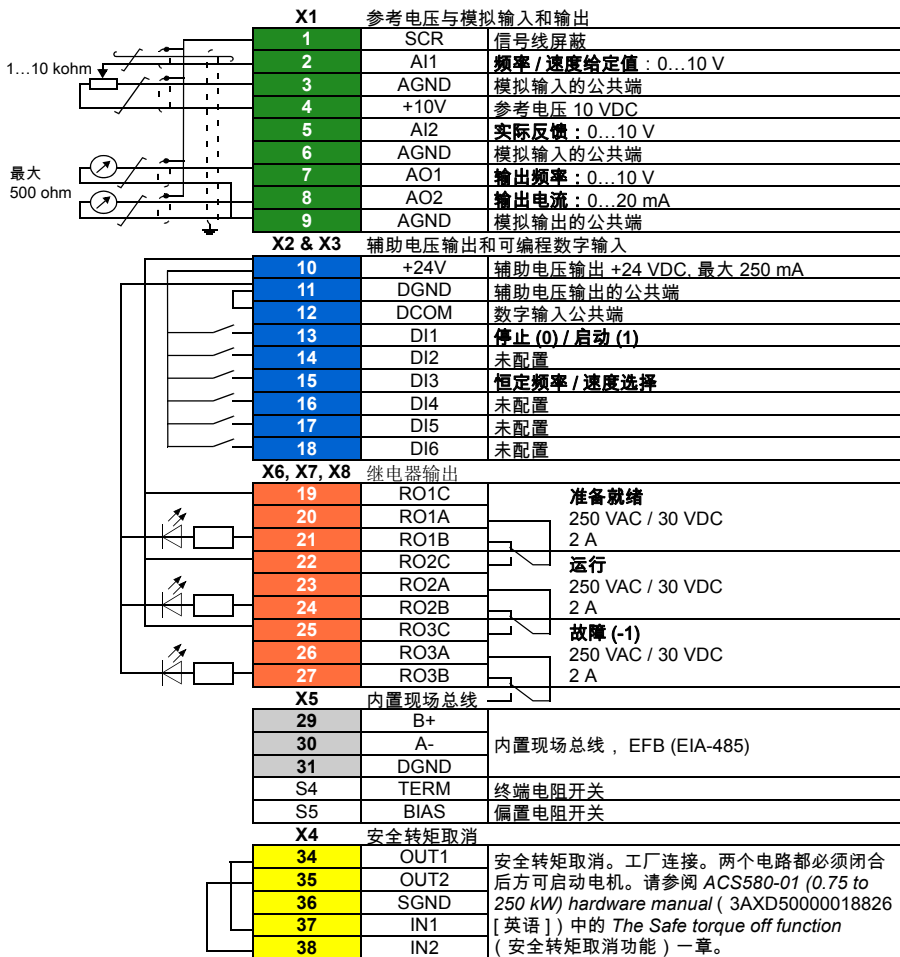 X1 参考电压与模拟输入和输出
1 SCR 信号线屏蔽
2 AI1 频率 / 速度给定值：0…10 V
1…10 kohm
3 AGND 模拟输入的公共端
4 +10V 参考电压 10 VDC
5 AI2 实际反馈：0…10 V
6 AGND 模拟输入的公共端
最大
500 ohm
7 AO1 输出频率：0…10 V
8 AO2 输出电流：0…20 mA
9 AGND 模拟输出的公共端
X2 & X3 辅助电压输出和可编程数字输入
10 +24V 辅助电压输出 +24 VDC, 最大 250 mA
11 DGND 辅助电压输出的公共端
12 DCOM 数字输入公共端
13 DI1 停止 (0) / 启动 (1)
14 DI2 未配置
15 DI3 恒定频率 / 速度选择
16 DI4 未配置
17 DI5 未配置
18 DI6 未配置
X6, X7, X8 继电器输出
19 RO1C 准备就绪
20 RO1A 250 VAC / 30 VDC
21 RO1B 2 A
22 RO2C 运行
23 RO2A 250 VAC / 30 VDC
24 RO2B 2 A
25 RO3C 故障 (-1)
26 RO3A 250 VAC / 30 VDC
27 RO3B 2 A
X5 内置现场总线
29 B+
30 A- 内置现场总线，EFB (EIA-485)
31 DGND
S4 TERM 终端电阻开关
S5 BIAS 偏置电阻开关
X4 安全转矩取消
34 OUT1 安全转矩取消。工厂连接。两个电路都必须闭合
35 OUT2 后方可启动电机。请参阅 ACS580-01 (0.75 to
36 SGND 250 kW) hardware manual（3AXD50000018826
37 IN1 [ 英语 ]）中的 The Safe torque off function
38 IN2 （安全转矩取消功能）一章。